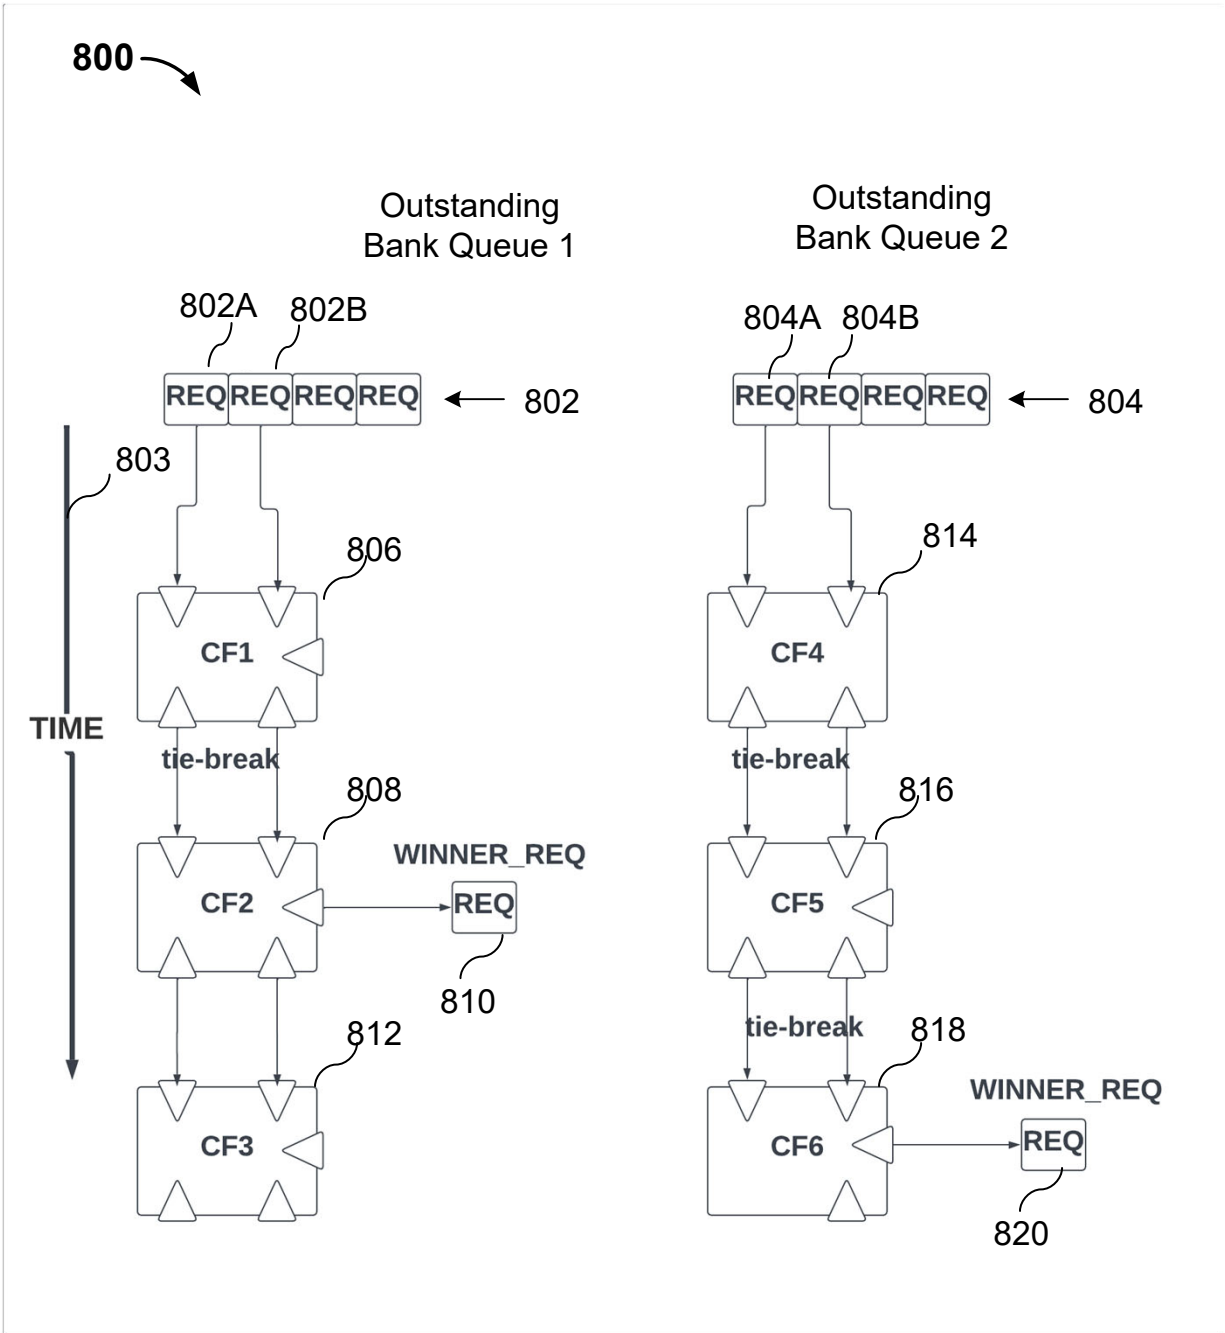 800
Outstanding
Bank Queue 1
Outstanding
Bank Queue 2
802A
802B
804A
804B
REQ REQ REQ REQ
802
REQ REQ REQ REQ
804
803
806
814
CF1
CF4
TIME
tie-break
tie-break
808
816
WINNER_REQ
CF2
REQ
CF5
810
tie-break
812
818
WINNER_REQ
CF3
CF6
REQ
820